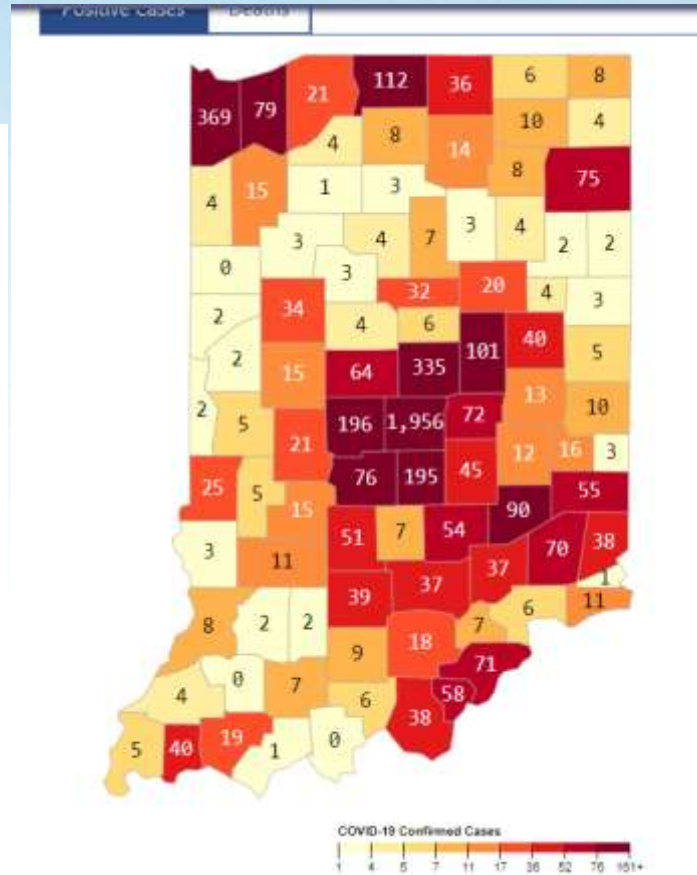 Positive Cases Deaths
112 36 6 8
369 79 21
4 8 14 10 4
4 15 1 3 8 75
3 4 7 3 4 2 2
0 3
2 34 32 20 4 3
4 6 40
2 15 64 335 101 5
2 5 13 10
21 196 1,956 72
25 5 76 195 45 12 16 3
15 90 55
3 11 51 7 54 37 70 38
1
8 2 2 39 37 6 11
9 18 7
4 0 7 6 71
58
5 40 19 1 0 38
COVID-19 Confirmed Cases
1 4 5 7 11 17 36 52 76 161+